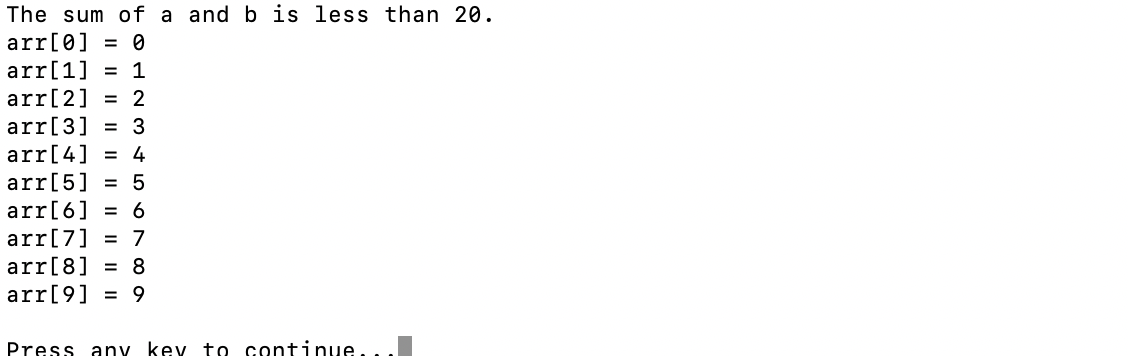 The sum of a and b is less than 20.
arr[0] = 0
arr[1] = 1
arr[2] = 2
arr[3] = 3
arr[4] = 4
arr[5] = 5
arr[6] = 6
arr[7] = 7
arr[8] = 8
arr[9] = 9
Press any key to continue...